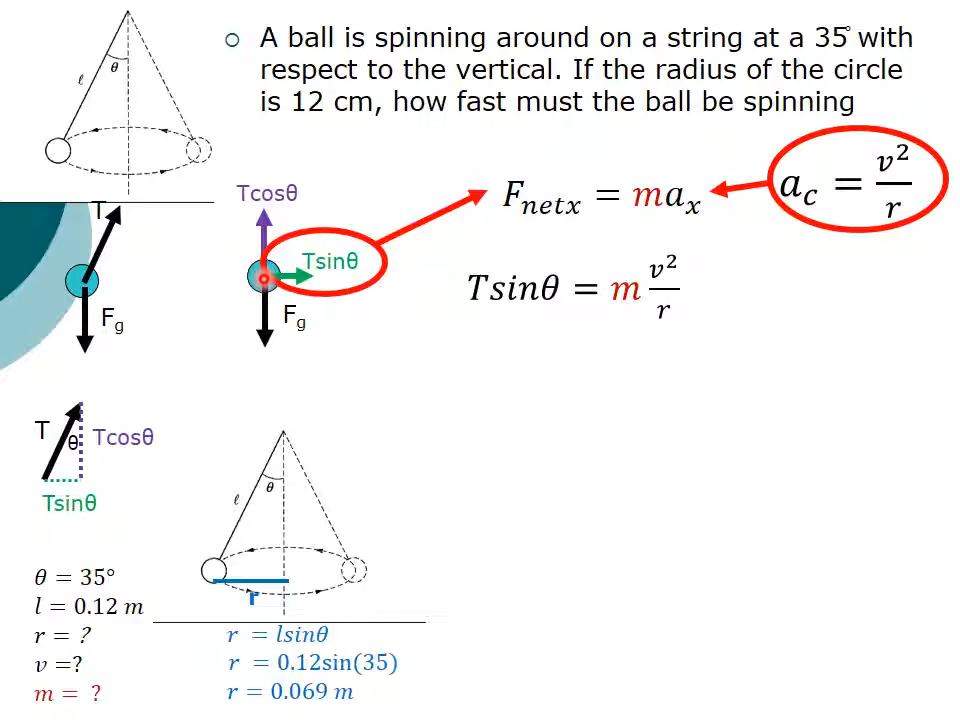 A ball is spinning around on a string at a 35° with
respect to the vertical. If the radius of the circle
is 12 cm, how fast must the ball be spinning
ℓ
θ
T
F_g
Tcosθ
Tsinθ
F_g
F_{netx} = ma_x
a_c = v²/r
Tsinθ = m v²/r
T
θ
Tcosθ
Tsinθ
ℓ
θ
r
θ = 35°
l = 0.12 m
r = ?
v =?
m = ?
r = lsinθ
r = 0.12sin(35)
r = 0.069 m